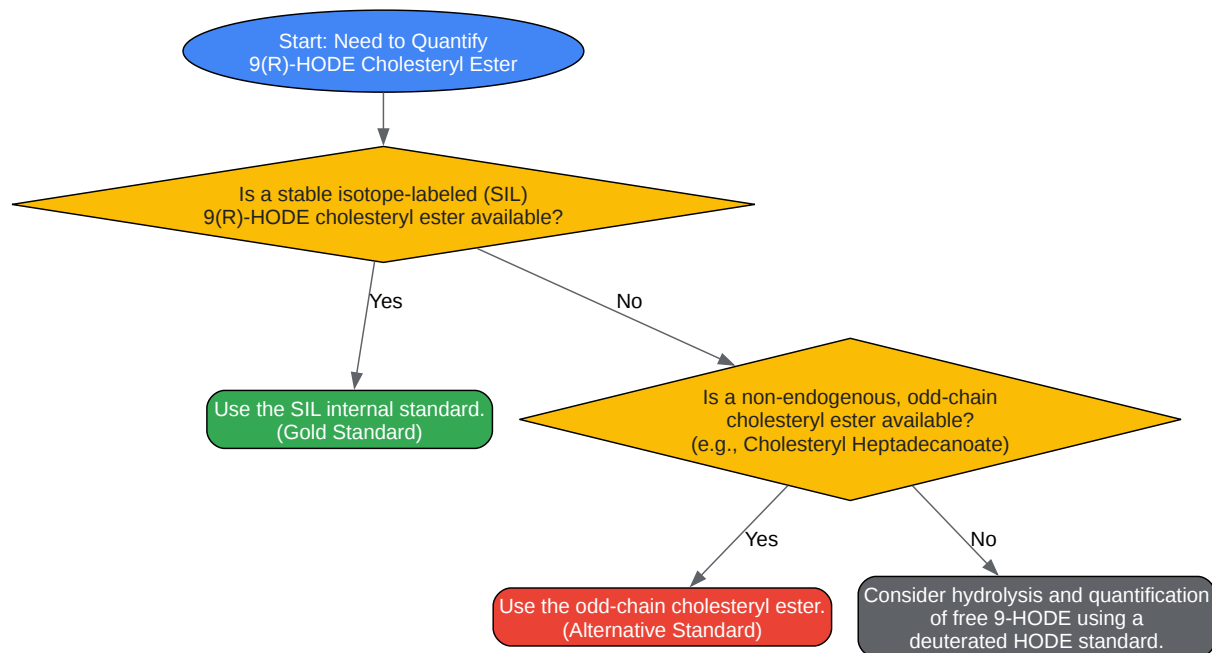 Start: Need to Quantify
9(R)-HODE Cholesteryl Ester
Is a stable isotope-labeled (SIL)
9(R)-HODE cholesteryl ester available?
Yes
No
Use the SIL internal standard.
(Gold Standard)
Is a non-endogenous, odd-chain
cholesteryl ester available?
(e.g., Cholesteryl Heptadecanoate)
Yes
No
Use the odd-chain cholesteryl ester.
(Alternative Standard)
Consider hydrolysis and quantification
of free 9-HODE using a
deuterated HODE standard.